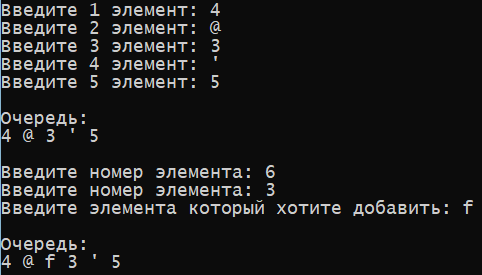 Введите 1 элемент: 4
Введите 2 элемент: @
Введите 3 элемент: 3
Введите 4 элемент: '
Введите 5 элемент: 5
Очередь:
4 @ 3 ' 5
Введите номер элемента: 6
Введите номер элемента: 3
Введите элемента который хотите добавить: f
Очередь:
4 @ f 3 ' 5